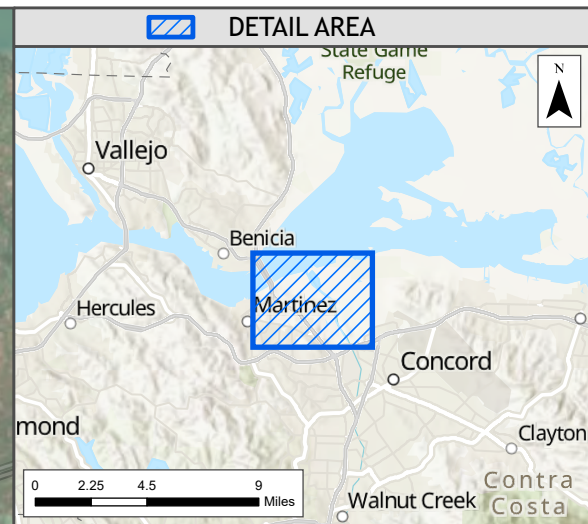 DETAIL AREA
State Game
Refuge
N
Vallejo
Benicia
Martinez
Hercules
Concord
mond
Clayton
Contra
Costa
Walnut Creek
0 2.25 4.5 9
Miles